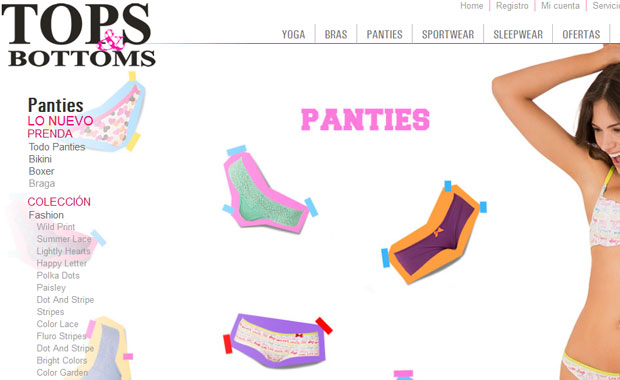 TOPS
&
BOTTOMS
Home | Registro | Mi cuenta | Servicio
YOGA | BRAS | PANTIES | SPORTWEAR | SLEEPWEAR | OFERTAS
Panties
LO NUEVO
PRENDA
Todo Panties
Bikini
Boxer
Braga
COLECCIÓN
Fashion
Wild Print
Summer Lace
Lightly Hearts
Happy Letter
Polka Dots
Paisley
Dot And Stripe
Stripes
Color Lace
Fluro Stripes
Dot And Stripe
Bright Colors
Color Garden
PANTIES